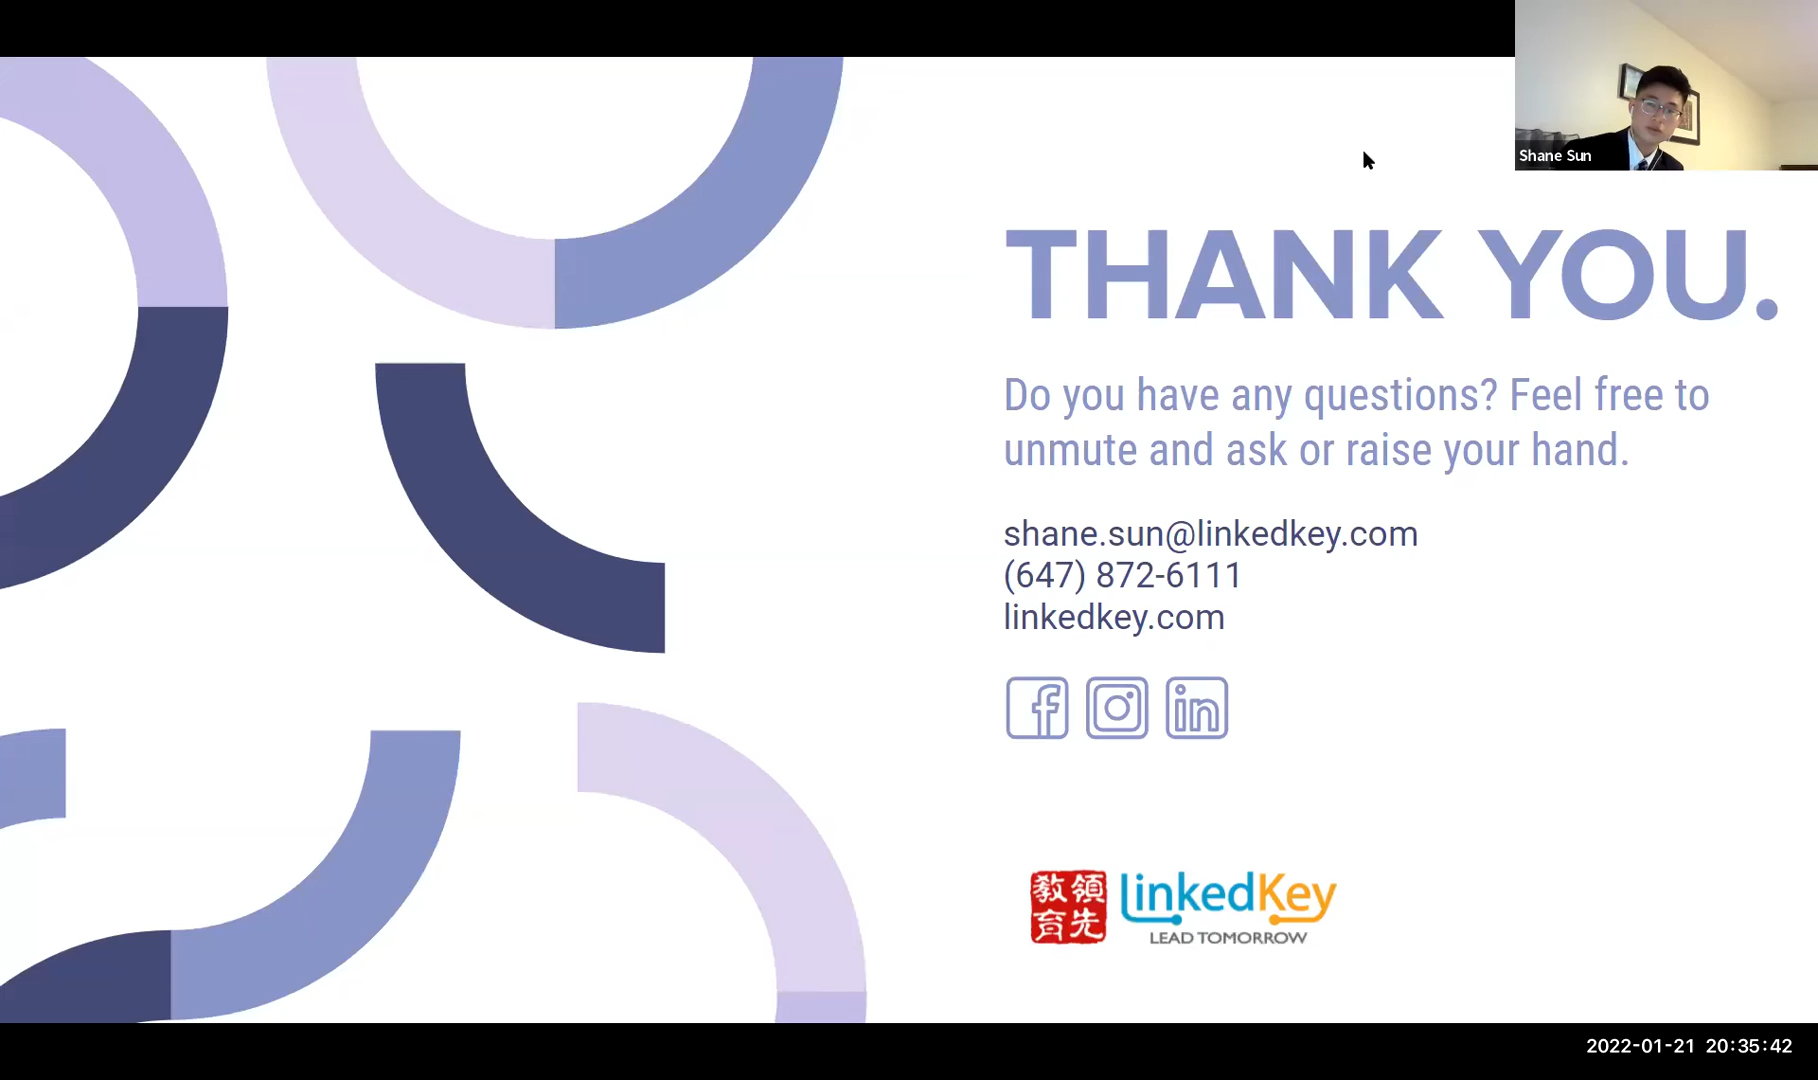 Shane Sun
THANK YOU.
Do you have any questions? Feel free to
unmute and ask or raise your hand.
shane.sun@linkedkey.com
(647) 872-6111
linkedkey.com
領先教育
LinkedKey
LEAD TOMORROW
2022-01-21 20:35:42